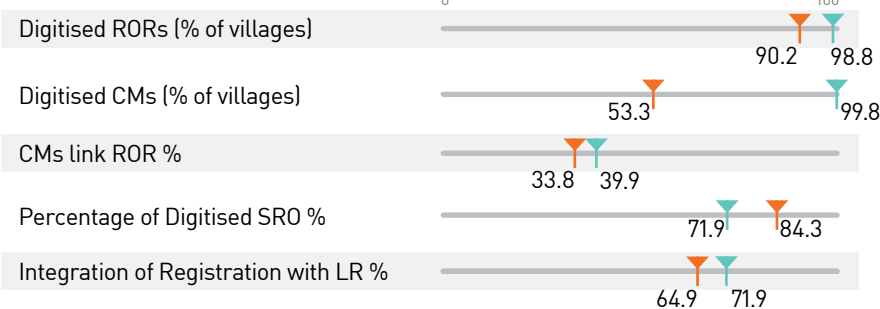 0 100
Digitised RORs (% of villages)
90.2 98.8
Digitised CMs (% of villages)
53.3 99.8
CMs link ROR %
33.8 39.9
Percentage of Digitised SRO %
71.9 84.3
Integration of Registration with LR %
64.9 71.9